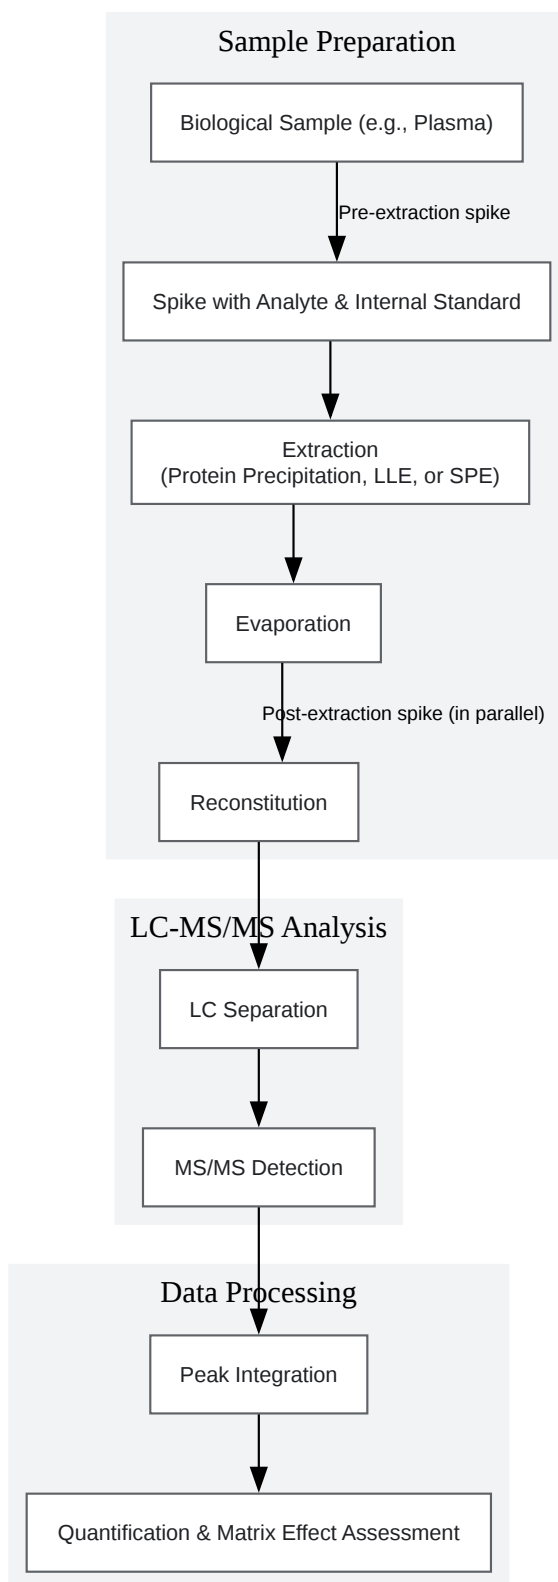 Sample Preparation
Biological Sample (e.g., Plasma)
Pre-extraction spike
Spike with Analyte & Internal Standard
Extraction
(Protein Precipitation, LLE, or SPE)
Evaporation
Post-extraction spike (in parallel)
Reconstitution
LC-MS/MS Analysis
LC Separation
MS/MS Detection
Data Processing
Peak Integration
Quantification & Matrix Effect Assessment